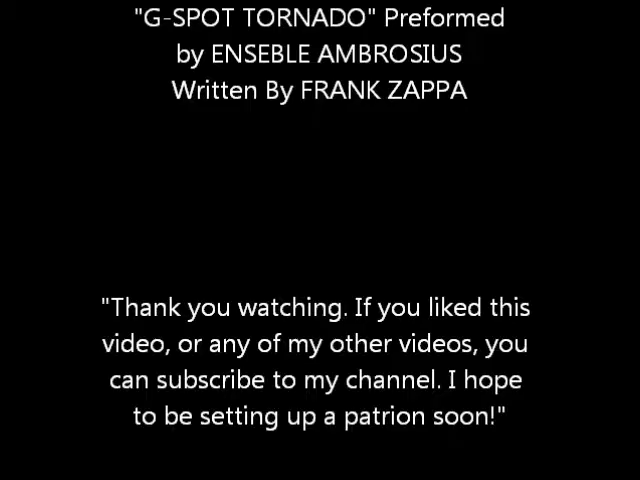 "G-SPOT TORNADO" Preformed
by ENSEBLE AMBROSIUS
Written By FRANK ZAPPA
"Thank you watching. If you liked this
video, or any of my other videos, you
can subscribe to my channel. I hope
to be setting up a patrion soon!"